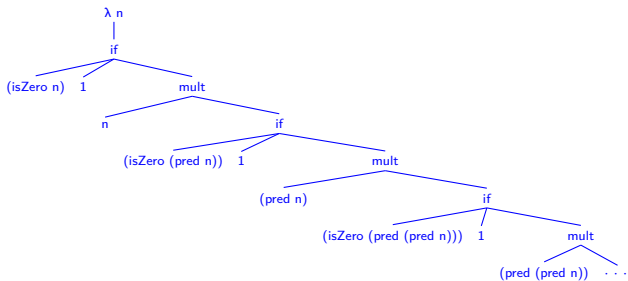 λ n
if
(isZero n) 1 mult
n if
(isZero (pred n)) 1 mult
(pred n) if
(isZero (pred (pred n))) 1 mult
(pred (pred n)) · · ·